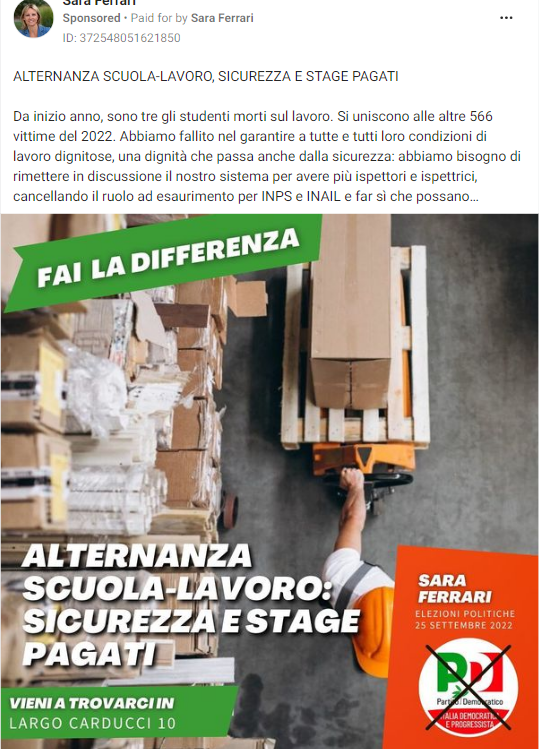 Sara Ferrari
Sponsored • Paid for by Sara Ferrari
ID: 372548051621850
ALTERNANZA SCUOLA-LAVORO, SICUREZZA E STAGE PAGATI
Da inizio anno, sono tre gli studenti morti sul lavoro. Si uniscono alle altre 566
vittime del 2022. Abbiamo fallito nel garantire a tutte e tutti loro condizioni di
lavoro dignitose, una dignità che passa anche dalla sicurezza: abbiamo bisogno di
rimettere in discussione il nostro sistema per avere più ispettori e ispettrici,
cancellando il ruolo ad esaurimento per INPS e INAIL e far sì che possano...
FAI LA DIFFERENZA
ALTERNANZA
SCUOLA-LAVORO:
SICUREZZA E STAGE
PAGATI
VIENI A TROVARCI IN
LARGO CARDUCCI 10
SARA
FERRARI
ELEZIONI POLITICHE
25 SETTEMBRE 2022
PD
Partito Democratico
ITALIA DEMOCRATICA
E PROGRESSISTA